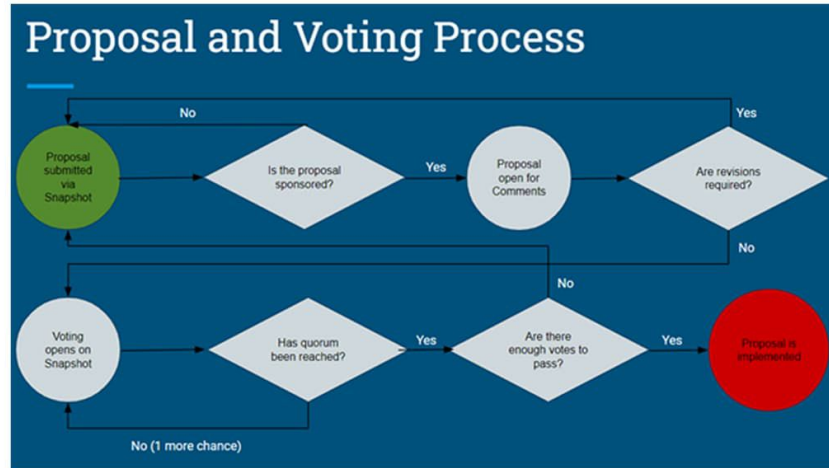 Proposal and Voting Process
No
Yes
Proposal
submitted
via
Snapshot
Is the proposal
sponsored?
Yes
Proposal
open for
Comments
Are revisions
required?
No
No
Voting
opens on
Snapshot
Has quorum
been reached?
Yes
Are there
enough votes to
pass?
Yes
Proposal is
implemented
No (1 more chance)